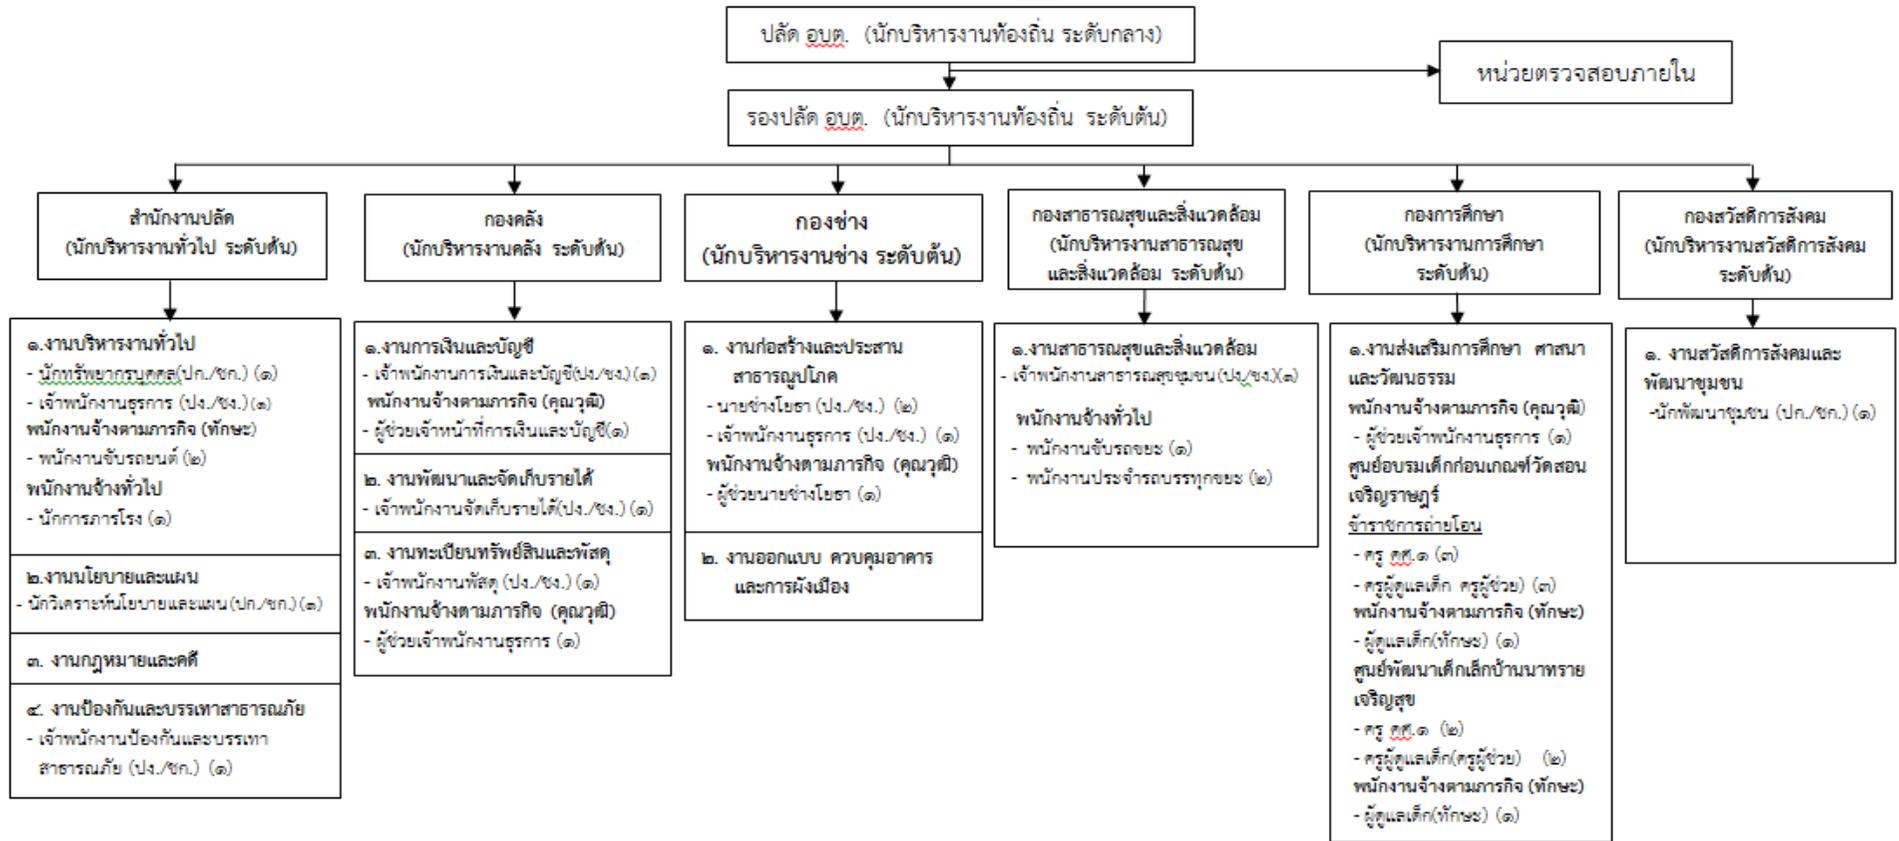 ปลัด อบต. (นักบริหารงานท้องถิ่น ระดับกลาง)
หน่วยตรวจสอบภายใน
รองปลัด อบต. (นักบริหารงานท้องถิ่น ระดับต้น)
สำนักงานปลัด
(นักบริหารงานทั่วไป ระดับต้น)
กองคลัง
(นักบริหารงานคลัง ระดับต้น)
กองช่าง
(นักบริหารงานช่าง ระดับต้น)
กองสาธารณสุขและสิ่งแวดล้อม
(นักบริหารงานสาธารณสุข
และสิ่งแวดล้อม ระดับต้น)
กองการศึกษา
(นักบริหารงานการศึกษา
ระดับต้น)
กองสวัสดิการสังคม
(นักบริหารงานสวัสดิการสังคม
ระดับต้น)
๑.งานบริหารงานทั่วไป
- นักทรัพยากรบุคคล(ปก./ชก.) (๑)
- เจ้าพนักงานธุรการ (ปง./ชง.) (๑)
พนักงานจ้างตามภารกิจ (ทักษะ)
- พนักงานขับรถยนต์ (๒)
พนักงานจ้างทั่วไป
- นักการภารโรง (๑)
๒.งานนโยบายและแผน
- นักวิเคราะห์นโยบายและแผน (ปก./ชก.) (๑)
๓. งานกฎหมายและคดี
๔. งานป้องกันและบรรเทาสาธารณภัย
- เจ้าพนักงานป้องกันและบรรเทา
สาธารณภัย (ปง./ชก.) (๑)
๑.งานการเงินและบัญชี
- เจ้าพนักงานการเงินและบัญชี(ปง./ชง.) (๑)
พนักงานจ้างตามภารกิจ (คุณวุฒิ)
- ผู้ช่วยเจ้าหน้าที่การเงินและบัญชี(๑)
๒. งานพัฒนาและจัดเก็บรายได้
- เจ้าพนักงานจัดเก็บรายได้(ปง./ชง.) (๑)
๓. งานทะเบียนทรัพย์สินและพัสดุ
- เจ้าพนักงานพัสดุ (ปง./ชง.) (๑)
พนักงานจ้างตามภารกิจ (คุณวุฒิ)
- ผู้ช่วยเจ้าพนักงานธุรการ (๑)
๑. งานก่อสร้างและประสาน
สาธารณูปโภค
- นายช่างโยธา (ปง./ชง.) (๒)
- เจ้าพนักงานธุรการ (ปง./ชง.) (๑)
พนักงานจ้างตามภารกิจ (คุณวุฒิ)
- ผู้ช่วยนายช่างโยธา (๑)
๒. งานออกแบบ ควบคุมอาคาร
และการผังเมือง
๑.งานสาธารณสุขและสิ่งแวดล้อม
- เจ้าพนักงานสาธารณสุขชุมชน (ปง./ชง.)(๑)
พนักงานจ้างทั่วไป
- พนักงานขับรถขยะ (๑)
- พนักงานประจำรถบรรทุกขยะ (๒)
๑.งานส่งเสริมการศึกษา ศาสนา
และวัฒนธรรม
พนักงานจ้างตามภารกิจ (คุณวุฒิ)
- ผู้ช่วยเจ้าพนักงานธุรการ (๑)
ศูนย์อบรมเด็กก่อนเกณฑ์วัดสอน
เจริญราษฎร์
ข้าราชการถ่ายโอน
- ครู คศ.๑ (๓)
- ครูผู้ดูแลเด็ก ครูผู้ช่วย) (๓)
พนักงานจ้างตามภารกิจ (ทักษะ)
- ผู้ดูแลเด็ก(ทักษะ) (๑)
ศูนย์พัฒนาเด็กเล็กบ้านนาทราย
เจริญสุข
- ครู คศ.๑ (๒)
- ครูผู้ดูแลเด็ก(ครูผู้ช่วย) (๒)
พนักงานจ้างตามภารกิจ (ทักษะ)
- ผู้ดูแลเด็ก(ทักษะ) (๑)
๑. งานสวัสดิการสังคมและ
พัฒนาชุมชน
-นักพัฒนาชุมชน (ปก./ชก.) (๑)